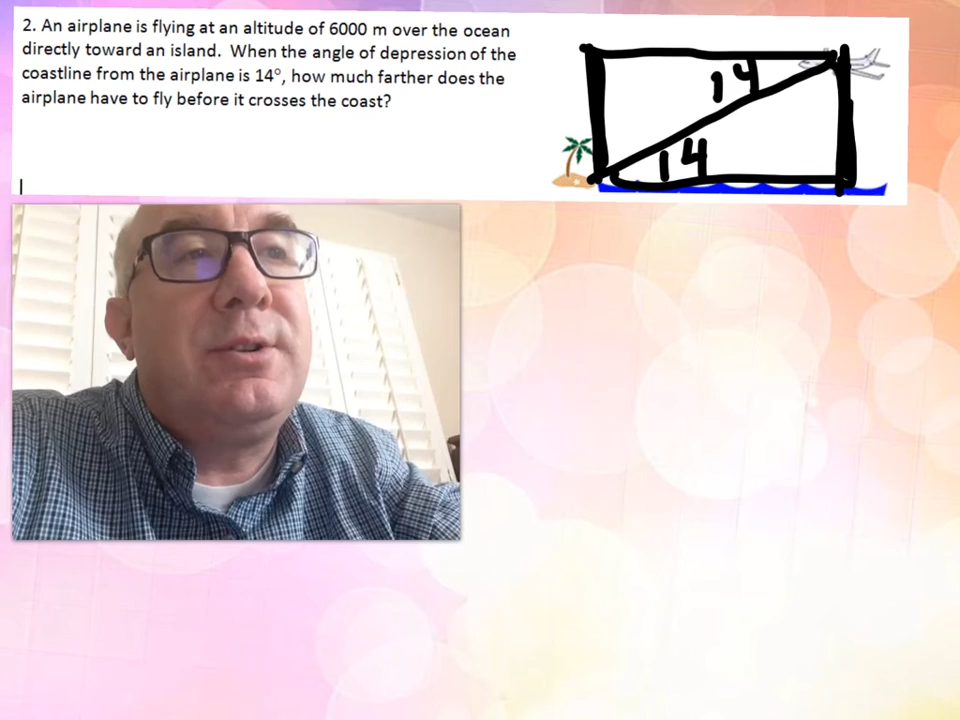 2. An airplane is flying at an altitude of 6000 m over the ocean
directly toward an island.  When the angle of depression of the
coastline from the airplane is 14°, how much farther does the
airplane have to fly before it crosses the coast?
14
14